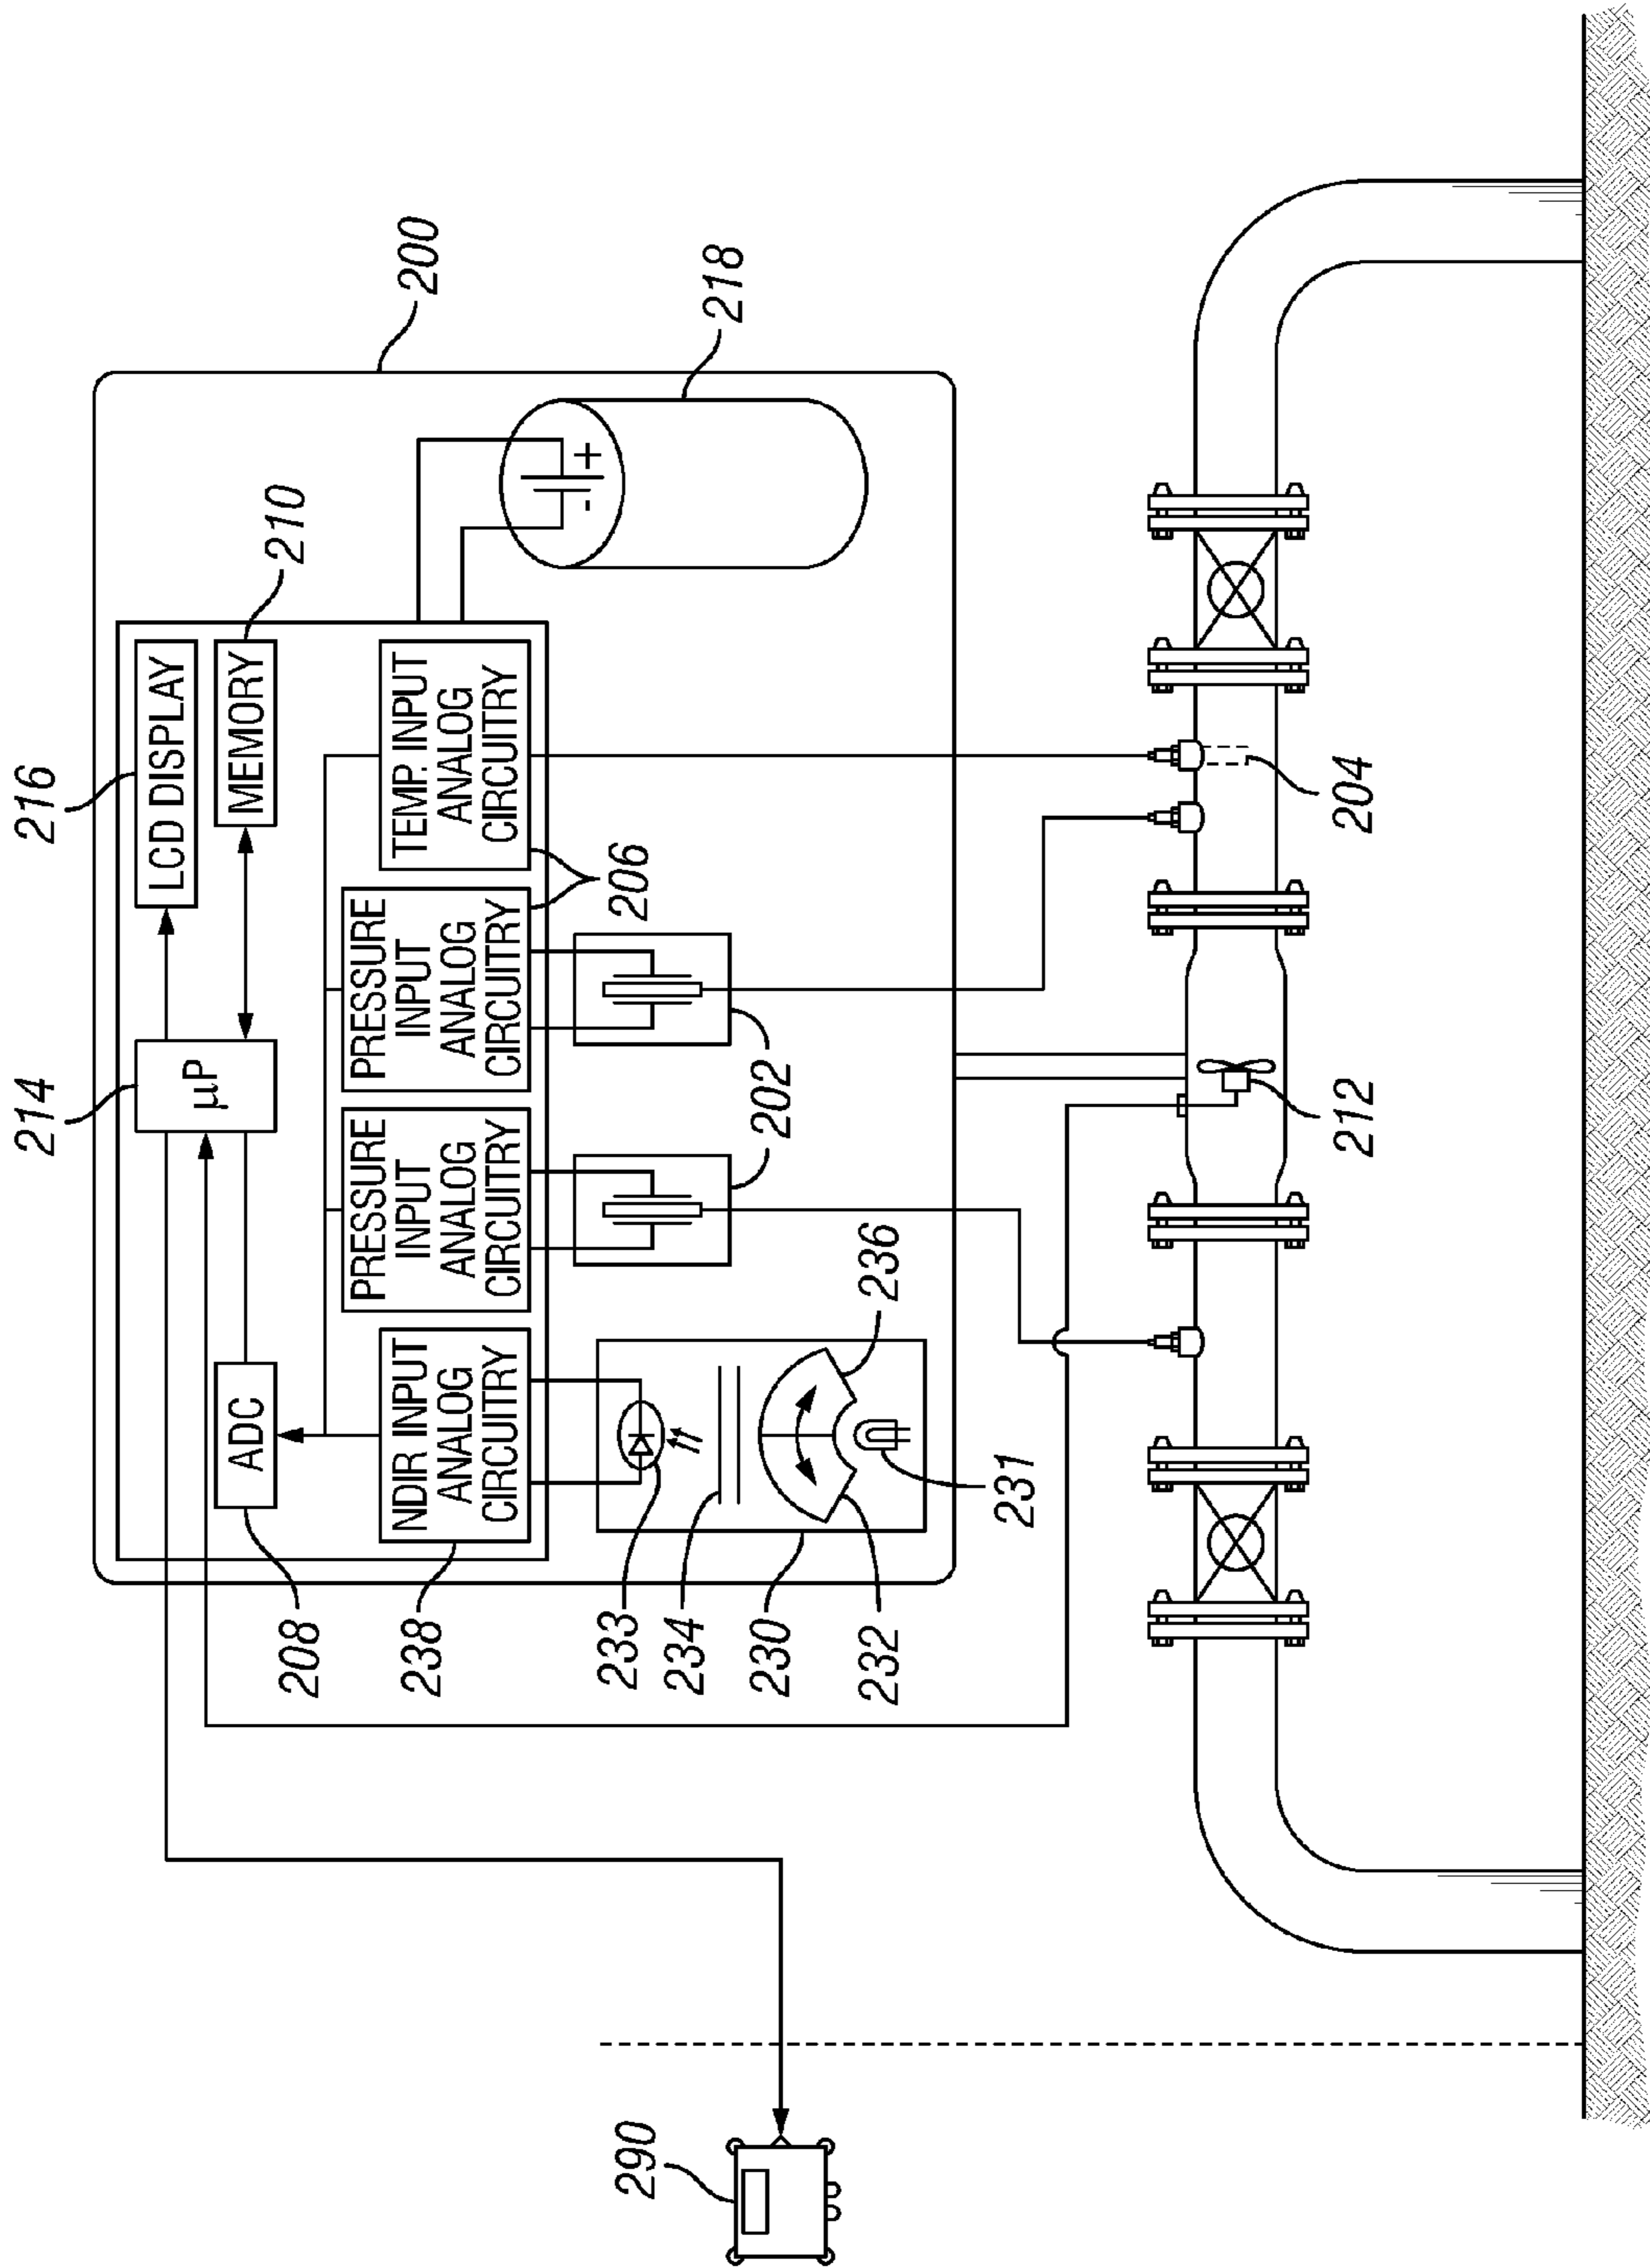 216
LCD DISPLAY
214
μP
MEMORY
210
200
208
ADC
238
NDIR INPUT
ANALOG
CIRCUITRY
PRESSURE
INPUT
ANALOG
CIRCUITRY
PRESSURE
INPUT
ANALOG
CIRCUITRY
TEMP. INPUT
ANALOG
CIRCUITRY
206
- +
218
233
234
230
232
236
231
202
290
212
204